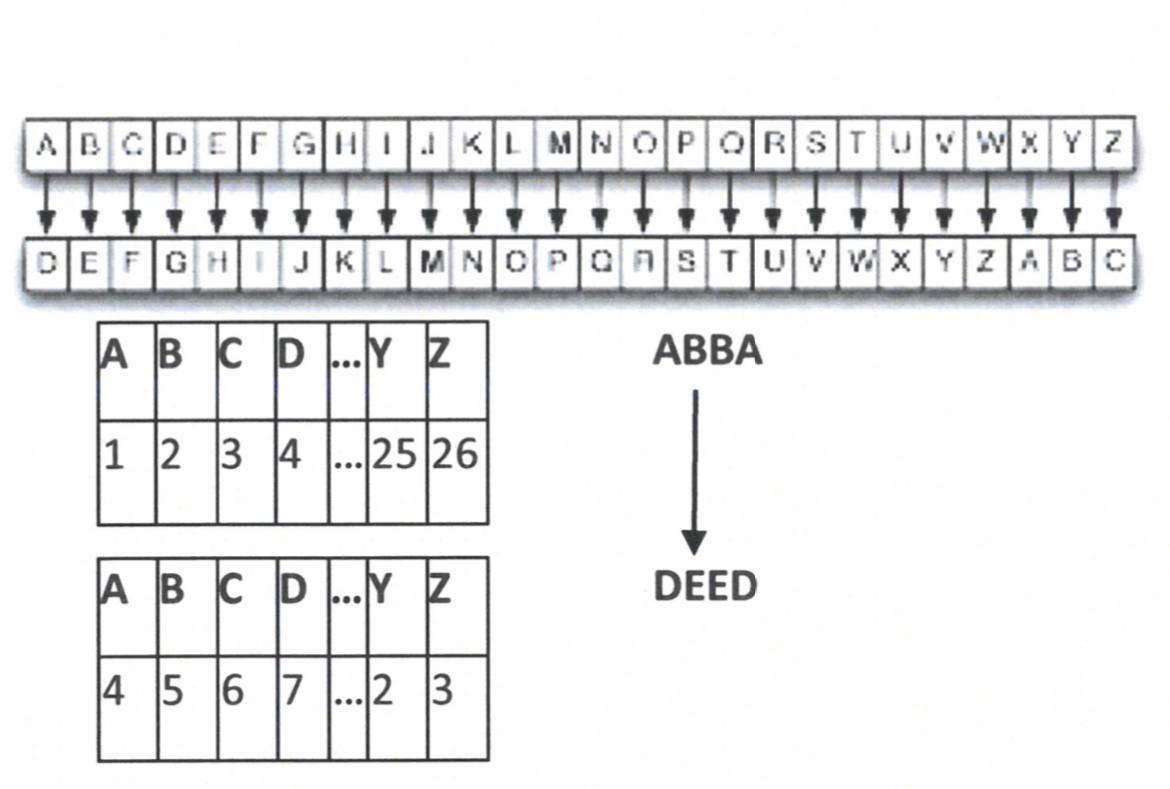 A B C D E F G H I J K L M N O P Q R S T U V W X Y Z
D E F G H I J K L M N O P Q R S T U V W X Y Z A B C
A B C D ... Y Z
1 2 3 4 ... 25 26
A B C D ... Y Z
4 5 6 7 ... 2 3
ABBA
DEED